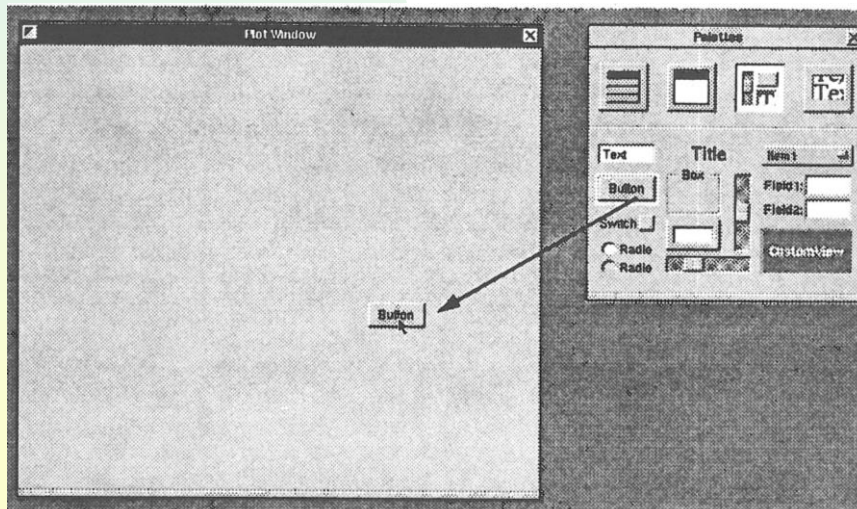 Plot Window
Button
Palettes
Text
Title
Item1
Button
Box
Field1:
Field2:
Switch
Radio
Radio
CustomView